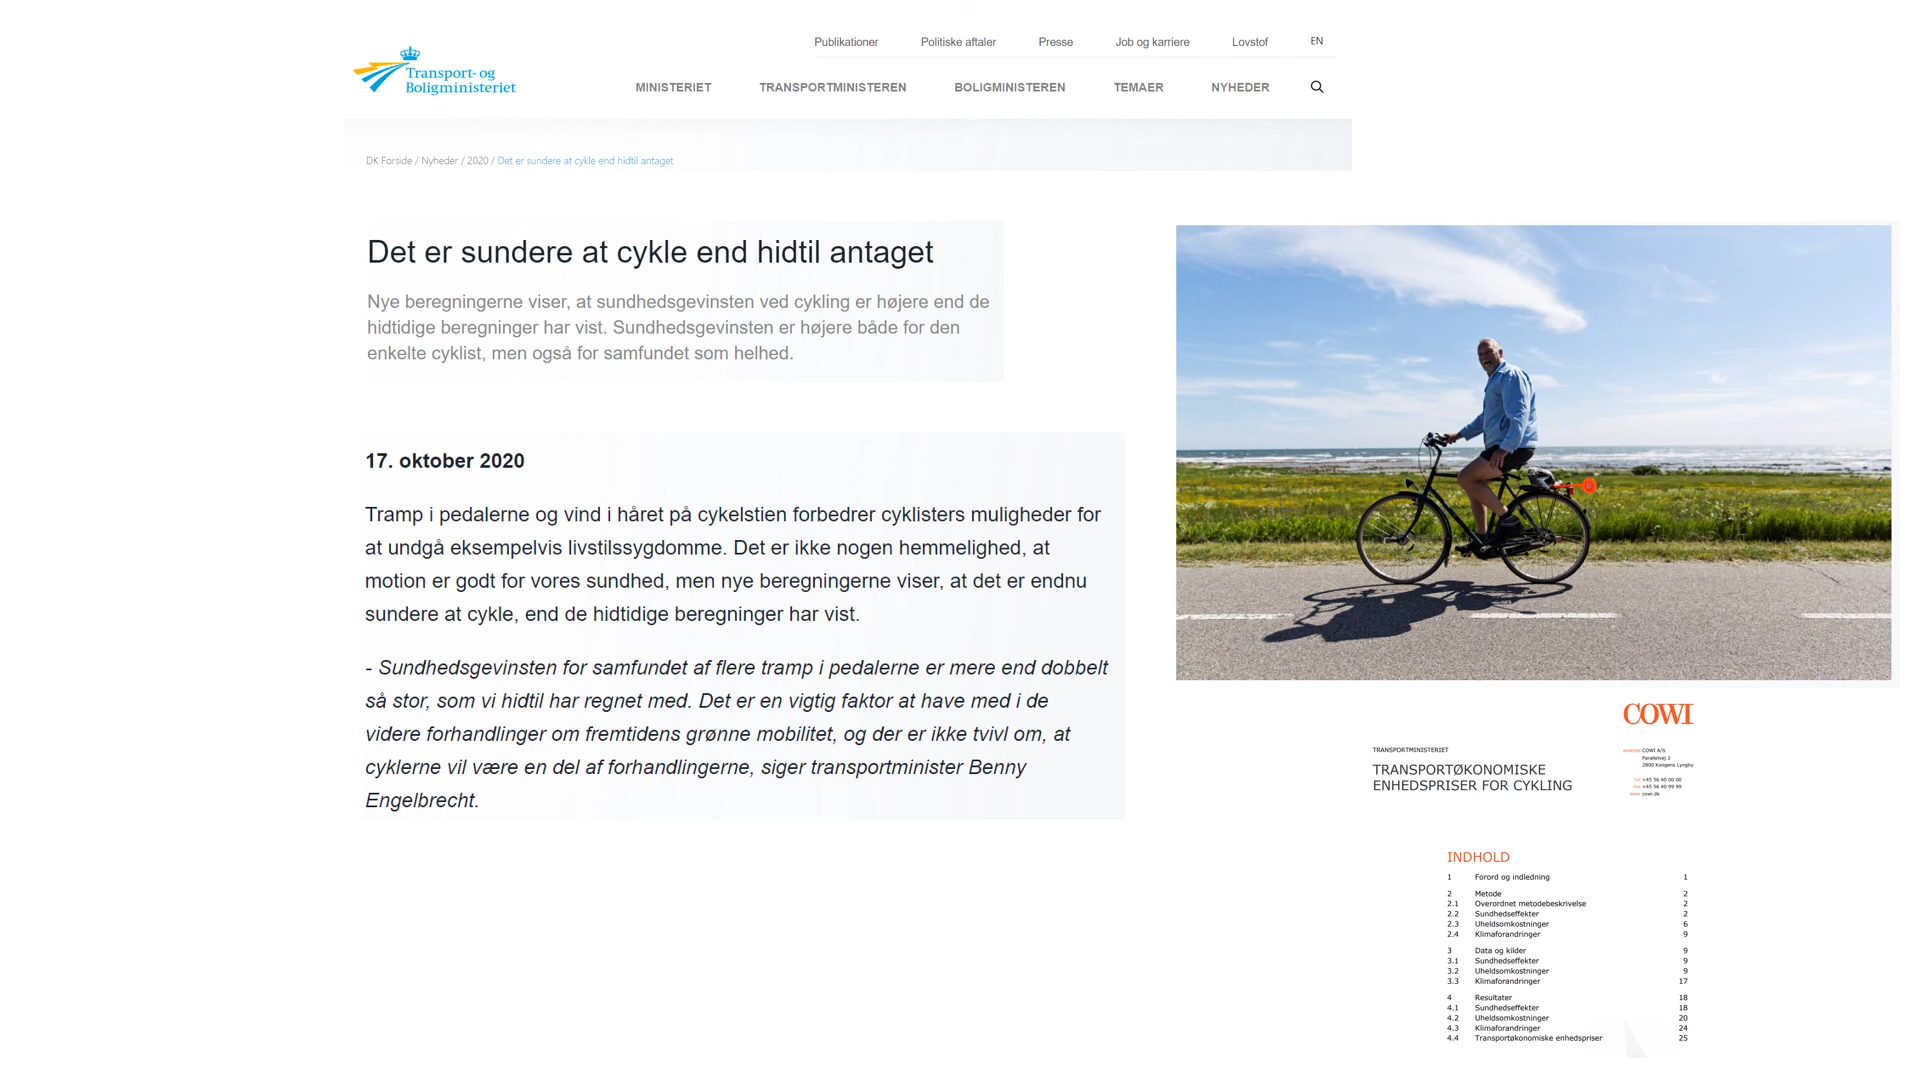 Publikationer Politiske aftaler Presse Job og karriere Lovstof EN
Transport- og
Boligministeriet
MINISTERIET TRANSPORTMINISTEREN BOLIGMINISTEREN TEMAER NYHEDER
DK Forside / Nyheder / 2020 / Det er sundere at cykle end hidtil antaget
Det er sundere at cykle end hidtil antaget
Nye beregningerne viser, at sundhedsgevinsten ved cykling er højere end de
hidtidige beregninger har vist. Sundhedsgevinsten er højere både for den
enkelte cyklist, men også for samfundet som helhed.
17. oktober 2020
Tramp i pedalerne og vind i håret på cykelstien forbedrer cyklisters muligheder for
at undgå eksempelvis livstilssygdomme. Det er ikke nogen hemmelighed, at
motion er godt for vores sundhed, men nye beregningerne viser, at det er endnu
sundere at cykle, end de hidtidige beregninger har vist.
- Sundhedsgevinsten for samfundet af flere tramp i pedalerne er mere end dobbelt
så stor, som vi hidtil har regnet med. Det er en vigtig faktor at have med i de
videre forhandlinger om fremtidens grønne mobilitet, og der er ikke tvivl om, at
cyklerne vil være en del af forhandlingerne, siger transportminister Benny
Engelbrecht.
COWI
ADRESSE COWI A/S
Parallelvej 2
2800 Kongens Lyngby
TLF +45 56 40 00 00
FAX +45 56 40 99 99
WWW cowi.dk
TRANSPORTMINISTERIET
TRANSPORTØKONOMISKE
ENHEDSPRISER FOR CYKLING
INDHOLD
1 Forord og indledning 1
2 Metode 2
2.1 Overordnet metodebeskrivelse 2
2.2 Sundhedseffekter 2
2.3 Uheldsomkostninger 6
2.4 Klimaforandringer 9
3 Data og kilder 9
3.1 Sundhedseffekter 9
3.2 Uheldsomkostninger 9
3.3 Klimaforandringer 17
4 Resultater 18
4.1 Sundhedseffekter 18
4.2 Uheldsomkostninger 20
4.3 Klimaforandringer 24
4.4 Transportøkonomiske enhedspriser 25